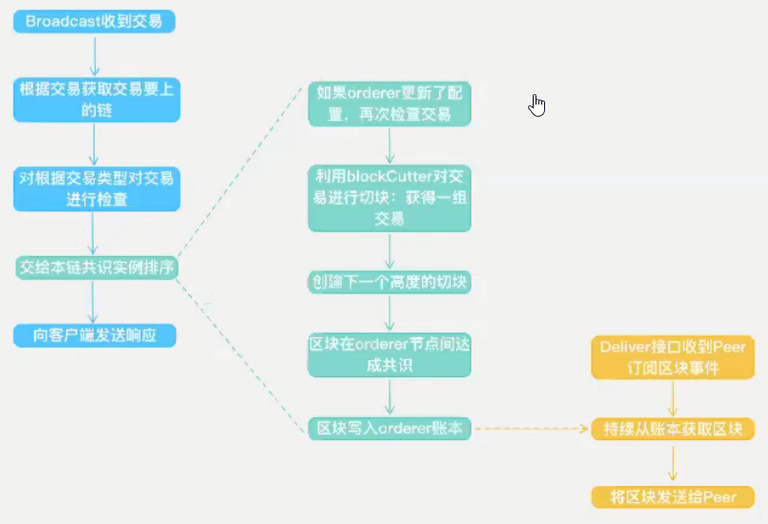 Broadcast收到交易
根据交易获取交易要上
的链
对根据交易类型对交易
进行检查
交给本链共识实例排序
向客户端发送响应
如果orderer更新了配
置，再次检查交易
利用blockCutter对交
易进行切块：获得一组
交易
创建下一个高度的切块
区块在orderer节点间达
成共识
区块写入orderer账本
Deliver接口收到Peer
订阅区块事件
持续从账本获取区块
将区块发送给Peer